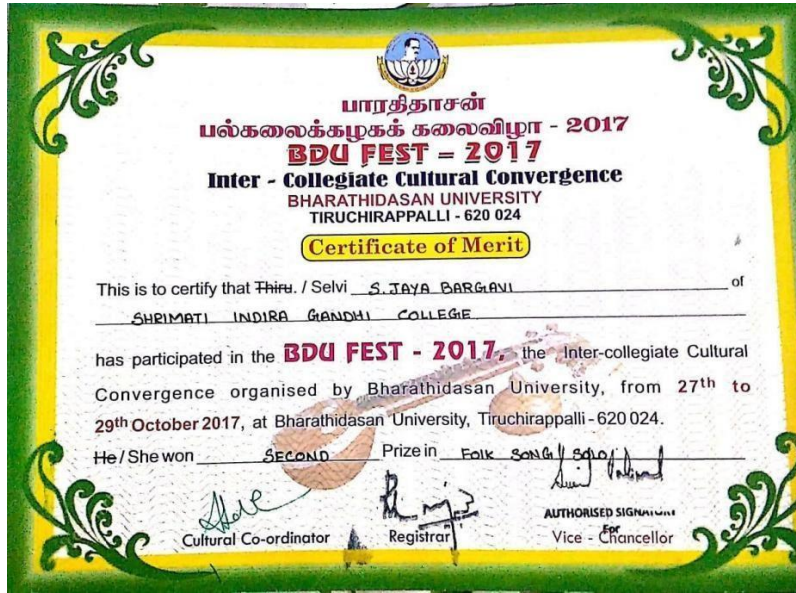 பாரதிதாசன்
பல்கலைக்கழகக் கலைவிழா - 2017
BDU FEST – 2017
Inter - Collegiate Cultural Convergence
BHARATHIDASAN UNIVERSITY
TIRUCHIRAPPALLI - 620 024
Certificate of Merit
This is to certify that Thiru. / Selvi S. JAYA BARGAVI of
SHRIMATI INDIRA GANDHI COLLEGE
has participated in the BDU FEST - 2017, the Inter-collegiate Cultural
Convergence organised by Bharathidasan University, from 27th to
29th October 2017, at Bharathidasan University, Tiruchirappalli - 620 024.
He / She won SECOND Prize in FOLK SONG SOLO
AUTHORISED SIGNATORY
For
Cultural Co-ordinator Registrar Vice - Chancellor